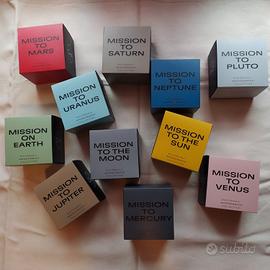 MISSION
TO
MARS
MISSION
TO
SATURN
MISSION
TO
PLUTO
MISSION
TO
URANUS
MISSION
TO
NEPTUNE
MISSION
ON
EARTH
MISSION
TO
THE
MOON
MISSION
TO THE
SUN
MISSION
TO
JUPITER
MISSION
TO
MERCURY
MISSION
TO
VENUS
subito